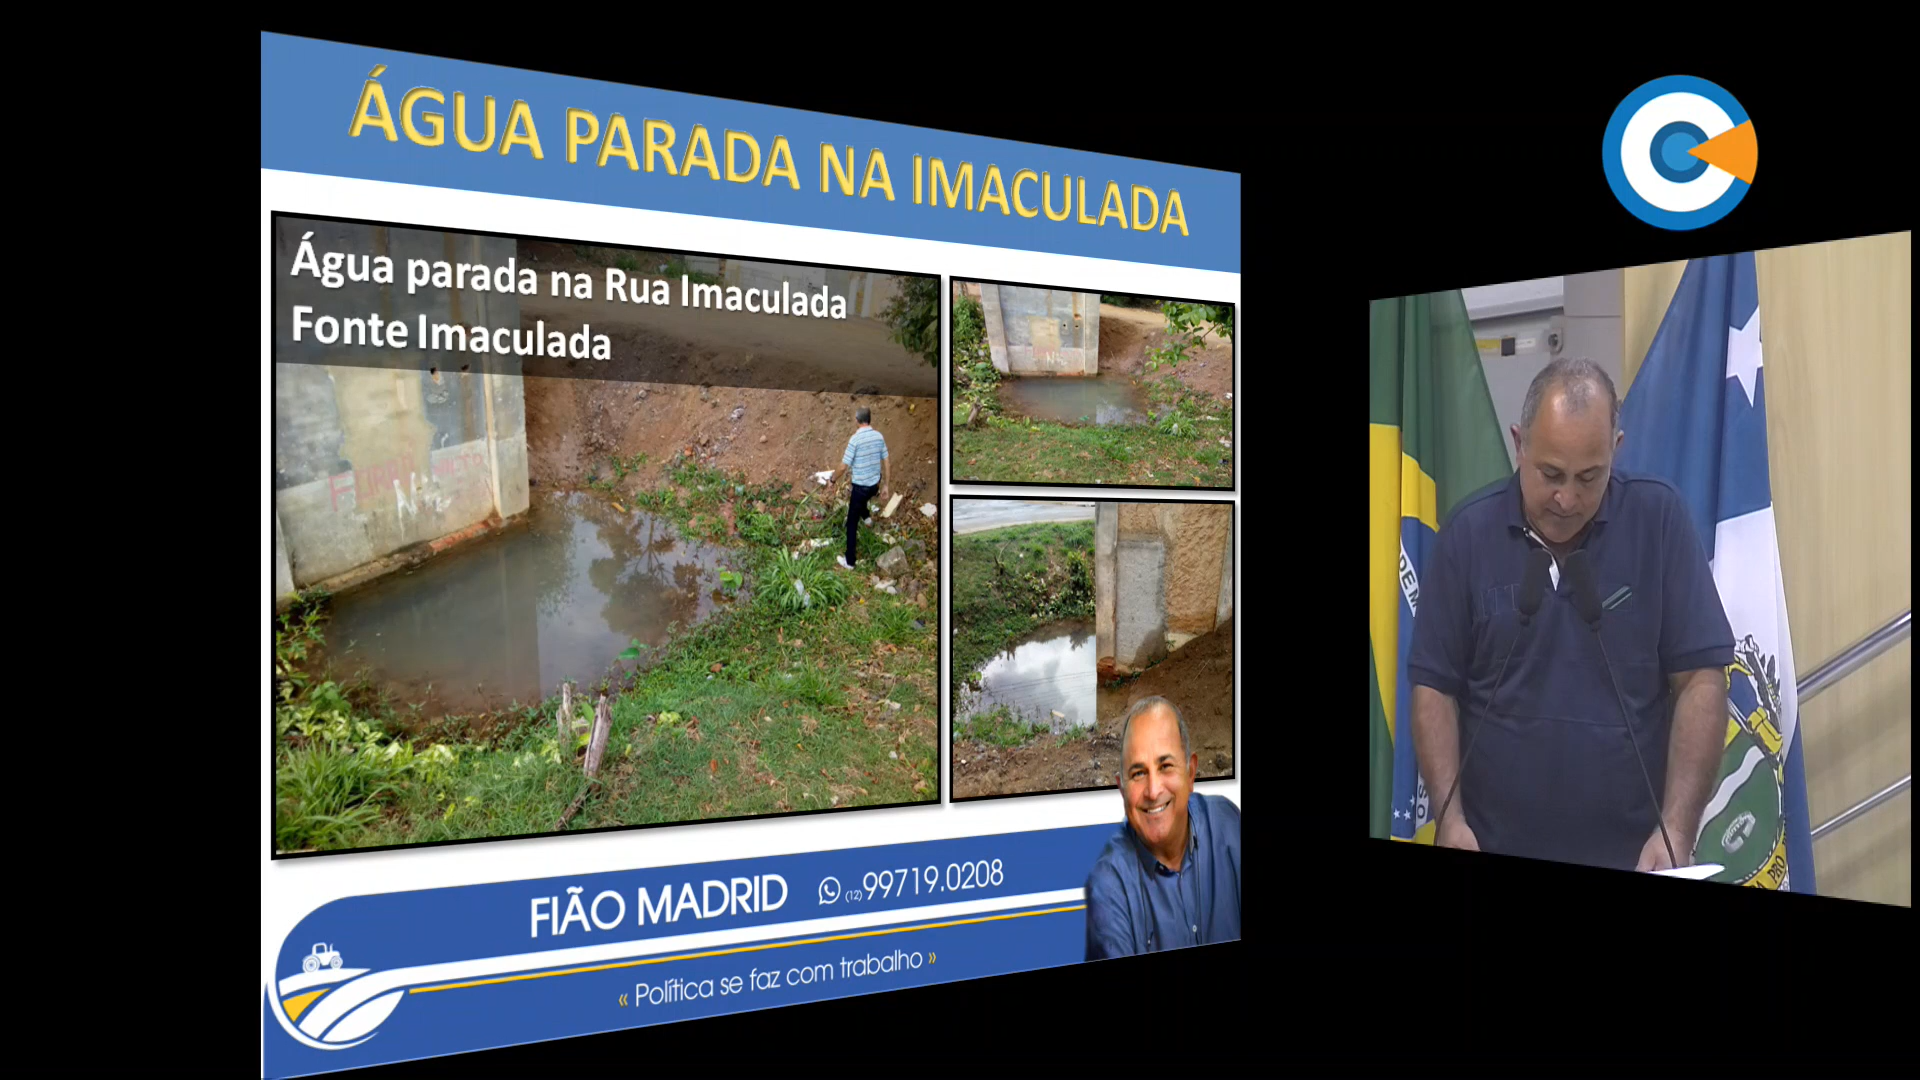 ÁGUA PARADA NA IMACULADA
Água parada na Rua Imaculada
Fonte Imaculada
FIÃO MADRID (12) 99719.0208
« Política se faz com trabalho »